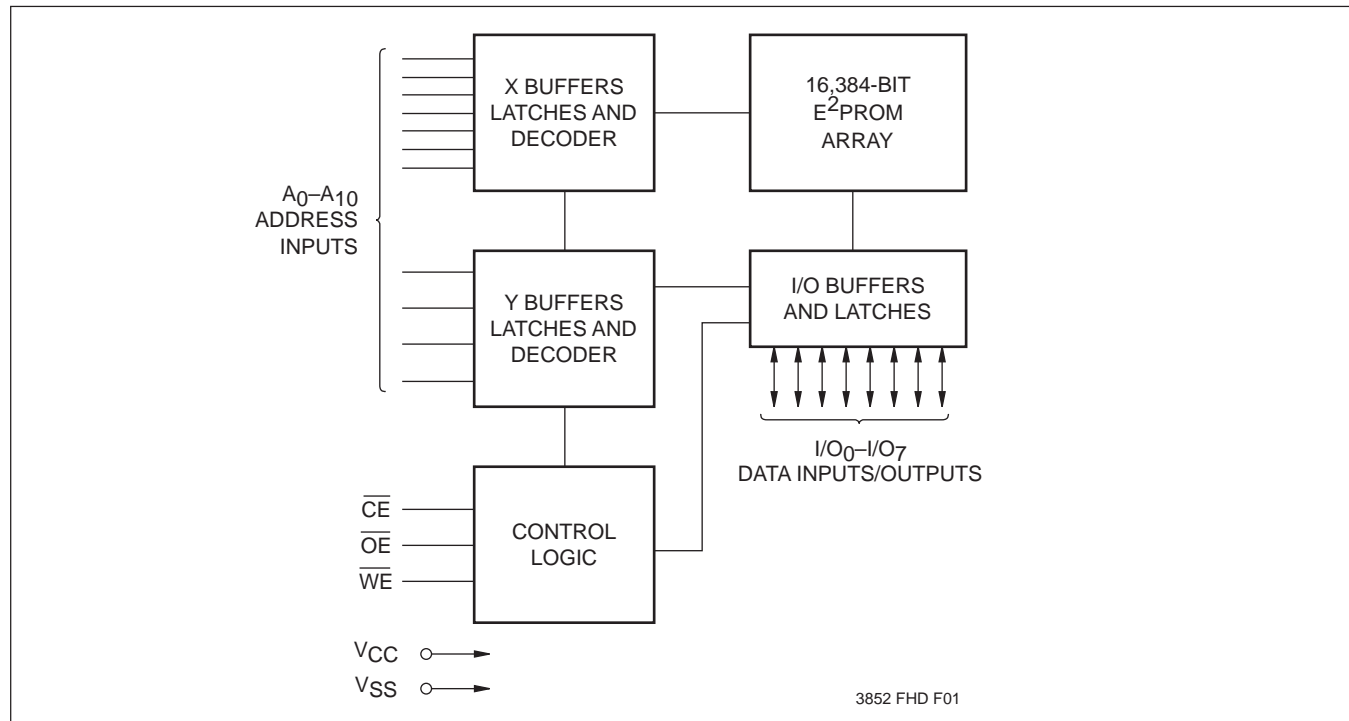 X BUFFERS
LATCHES AND
DECODER
16,384-BIT
E2PROM
ARRAY
A0–A10
ADDRESS
INPUTS
Y BUFFERS
LATCHES AND
DECODER
I/O BUFFERS
AND LATCHES
I/O0–I/O7
DATA INPUTS/OUTPUTS
CE
OE
WE
CONTROL
LOGIC
VCC
VSS
3852 FHD F01